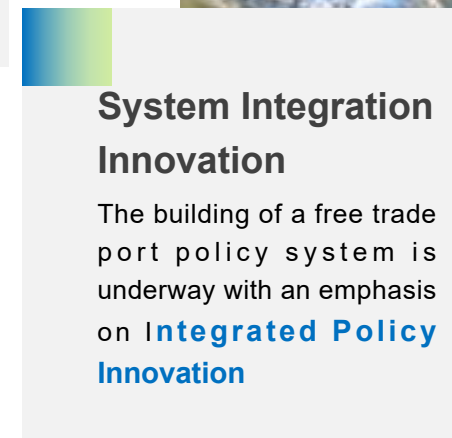 System Integration
Innovation
The building of a free trade
port policy system is
underway with an emphasis
on Integrated Policy
Innovation